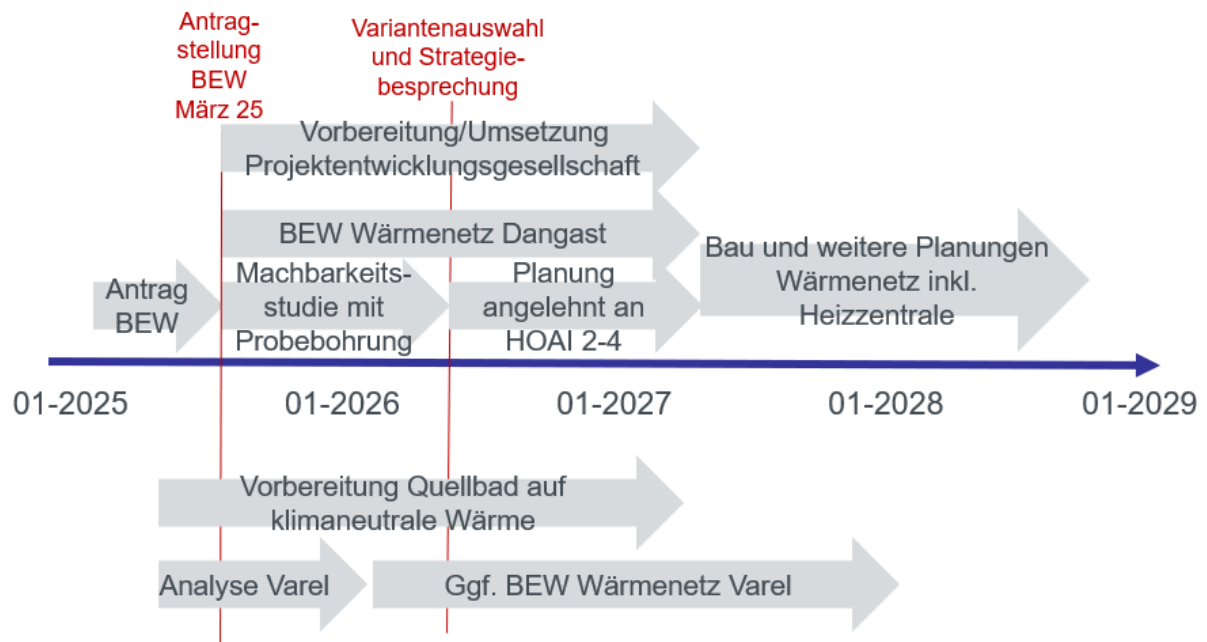 Antrag-
stellung
BEW
März 25
Variantenauswahl
und Strategie-
besprechung
Vorbereitung/Umsetzung
Projektentwicklungsgesellschaft
BEW Wärmenetz Dangast
Antrag
BEW
Machbarkeits-
studie mit
Probebohrung
Planung
angelehnt an
HOAI 2-4
Bau und weitere Planungen
Wärmenetz inkl.
Heizzentrale
01-2025
01-2026
01-2027
01-2028
01-2029
Vorbereitung Quellbad auf
klimaneutrale Wärme
Analyse Varel
Ggf. BEW Wärmenetz Varel